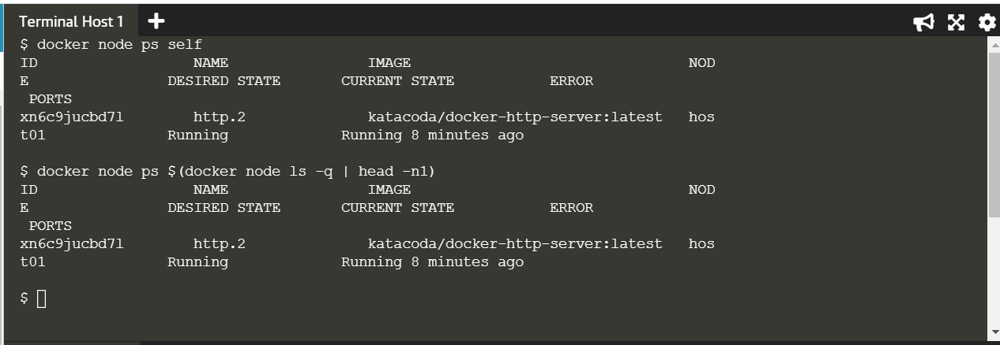 Terminal Host 1
$ docker node ps self
ID NAME IMAGE NOD
E DESIRED STATE CURRENT STATE ERROR
PORTS
xn6c9jucbd7l http.2 katacoda/docker-http-server:latest hos
t01 Running Running 8 minutes ago
$ docker node ps $(docker node ls -q | head -n1)
ID NAME IMAGE NOD
E DESIRED STATE CURRENT STATE ERROR
PORTS
xn6c9jucbd7l http.2 katacoda/docker-http-server:latest hos
t01 Running Running 8 minutes ago
$